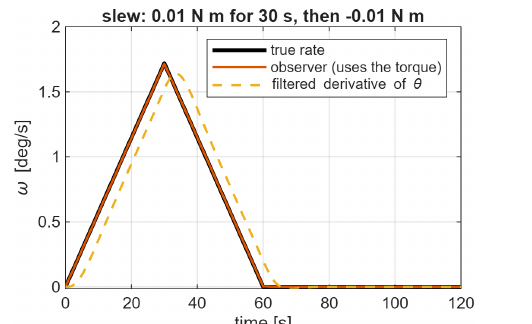 slew: 0.01 N m for 30 s, then -0.01 N m
2
1.5
1
0.5
0
ω [deg/s]
true rate
observer (uses the torque)
filtered derivative of θ
0 20 40 60 80 100 120
time [s]